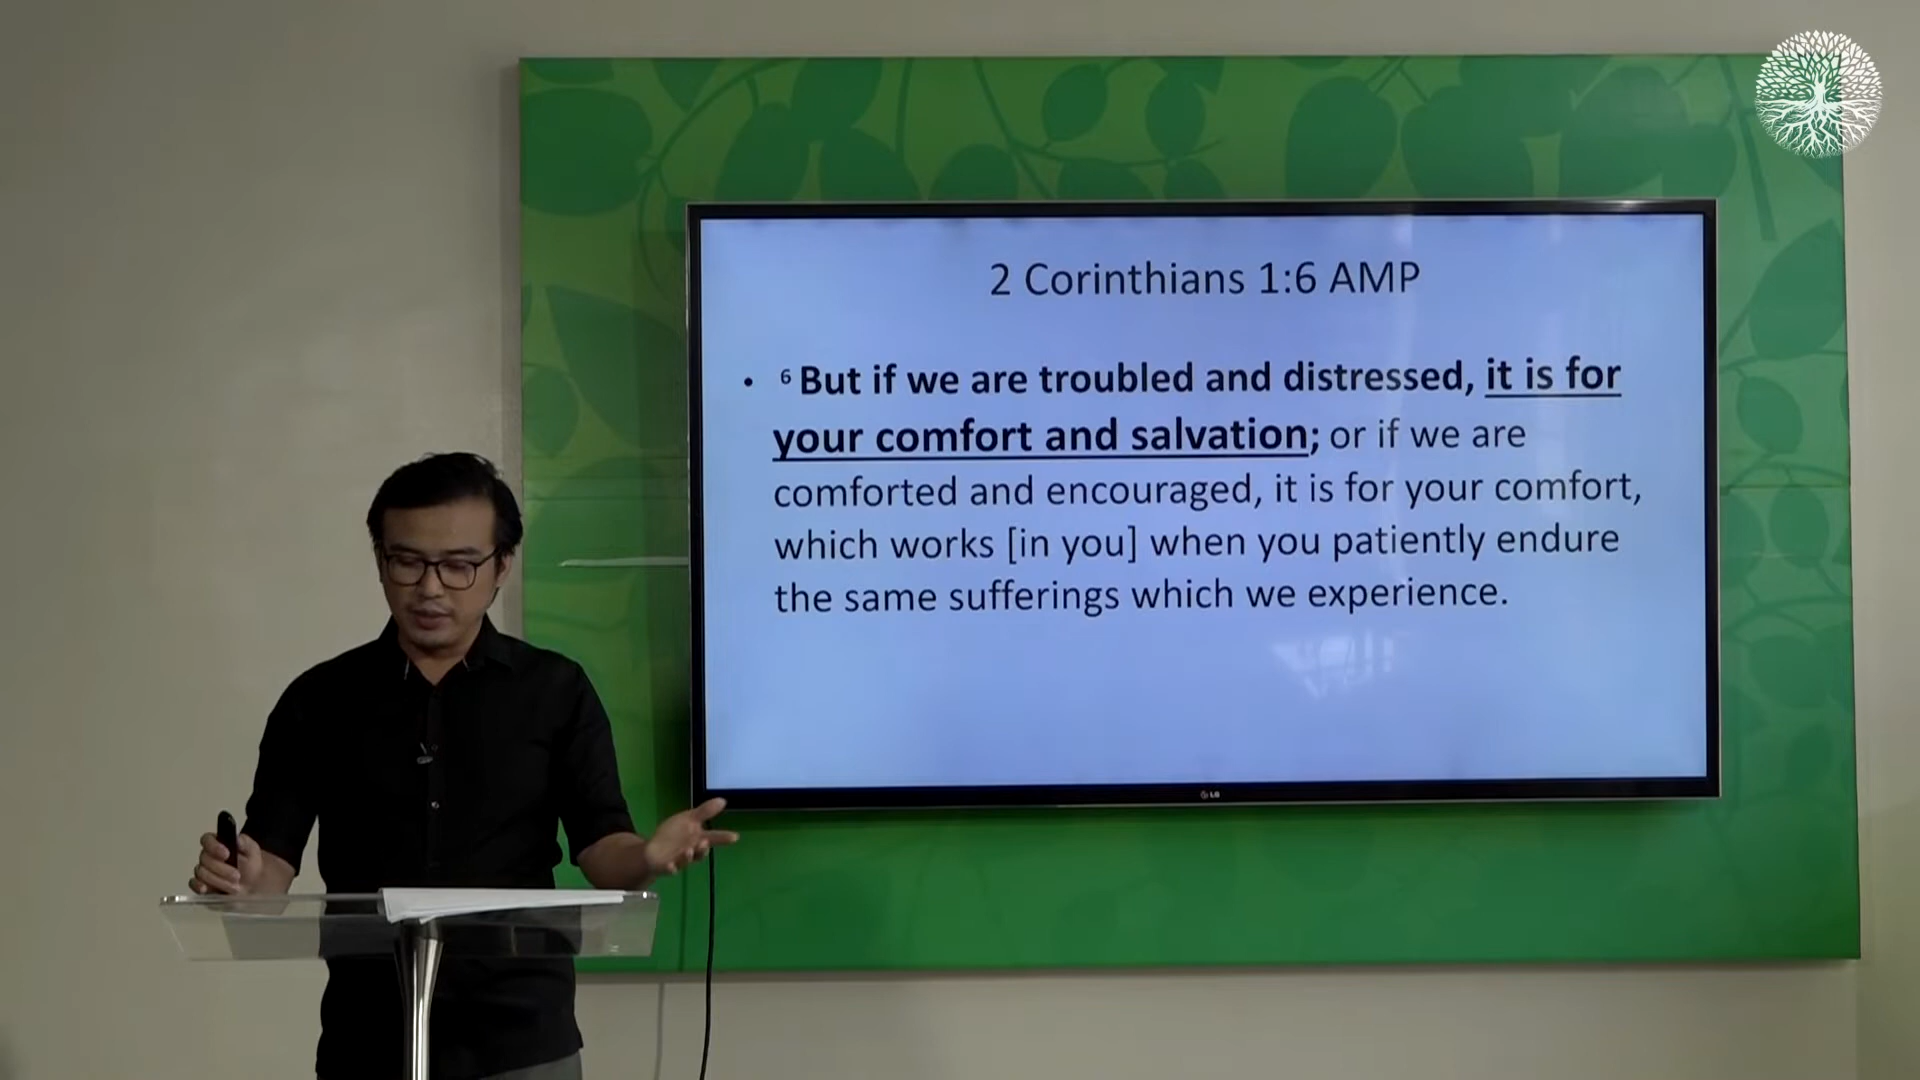 2 Corinthians 1:6 AMP
• 6 But if we are troubled and distressed, it is for
your comfort and salvation; or if we are
comforted and encouraged, it is for your comfort,
which works [in you] when you patiently endure
the same sufferings which we experience.
LG